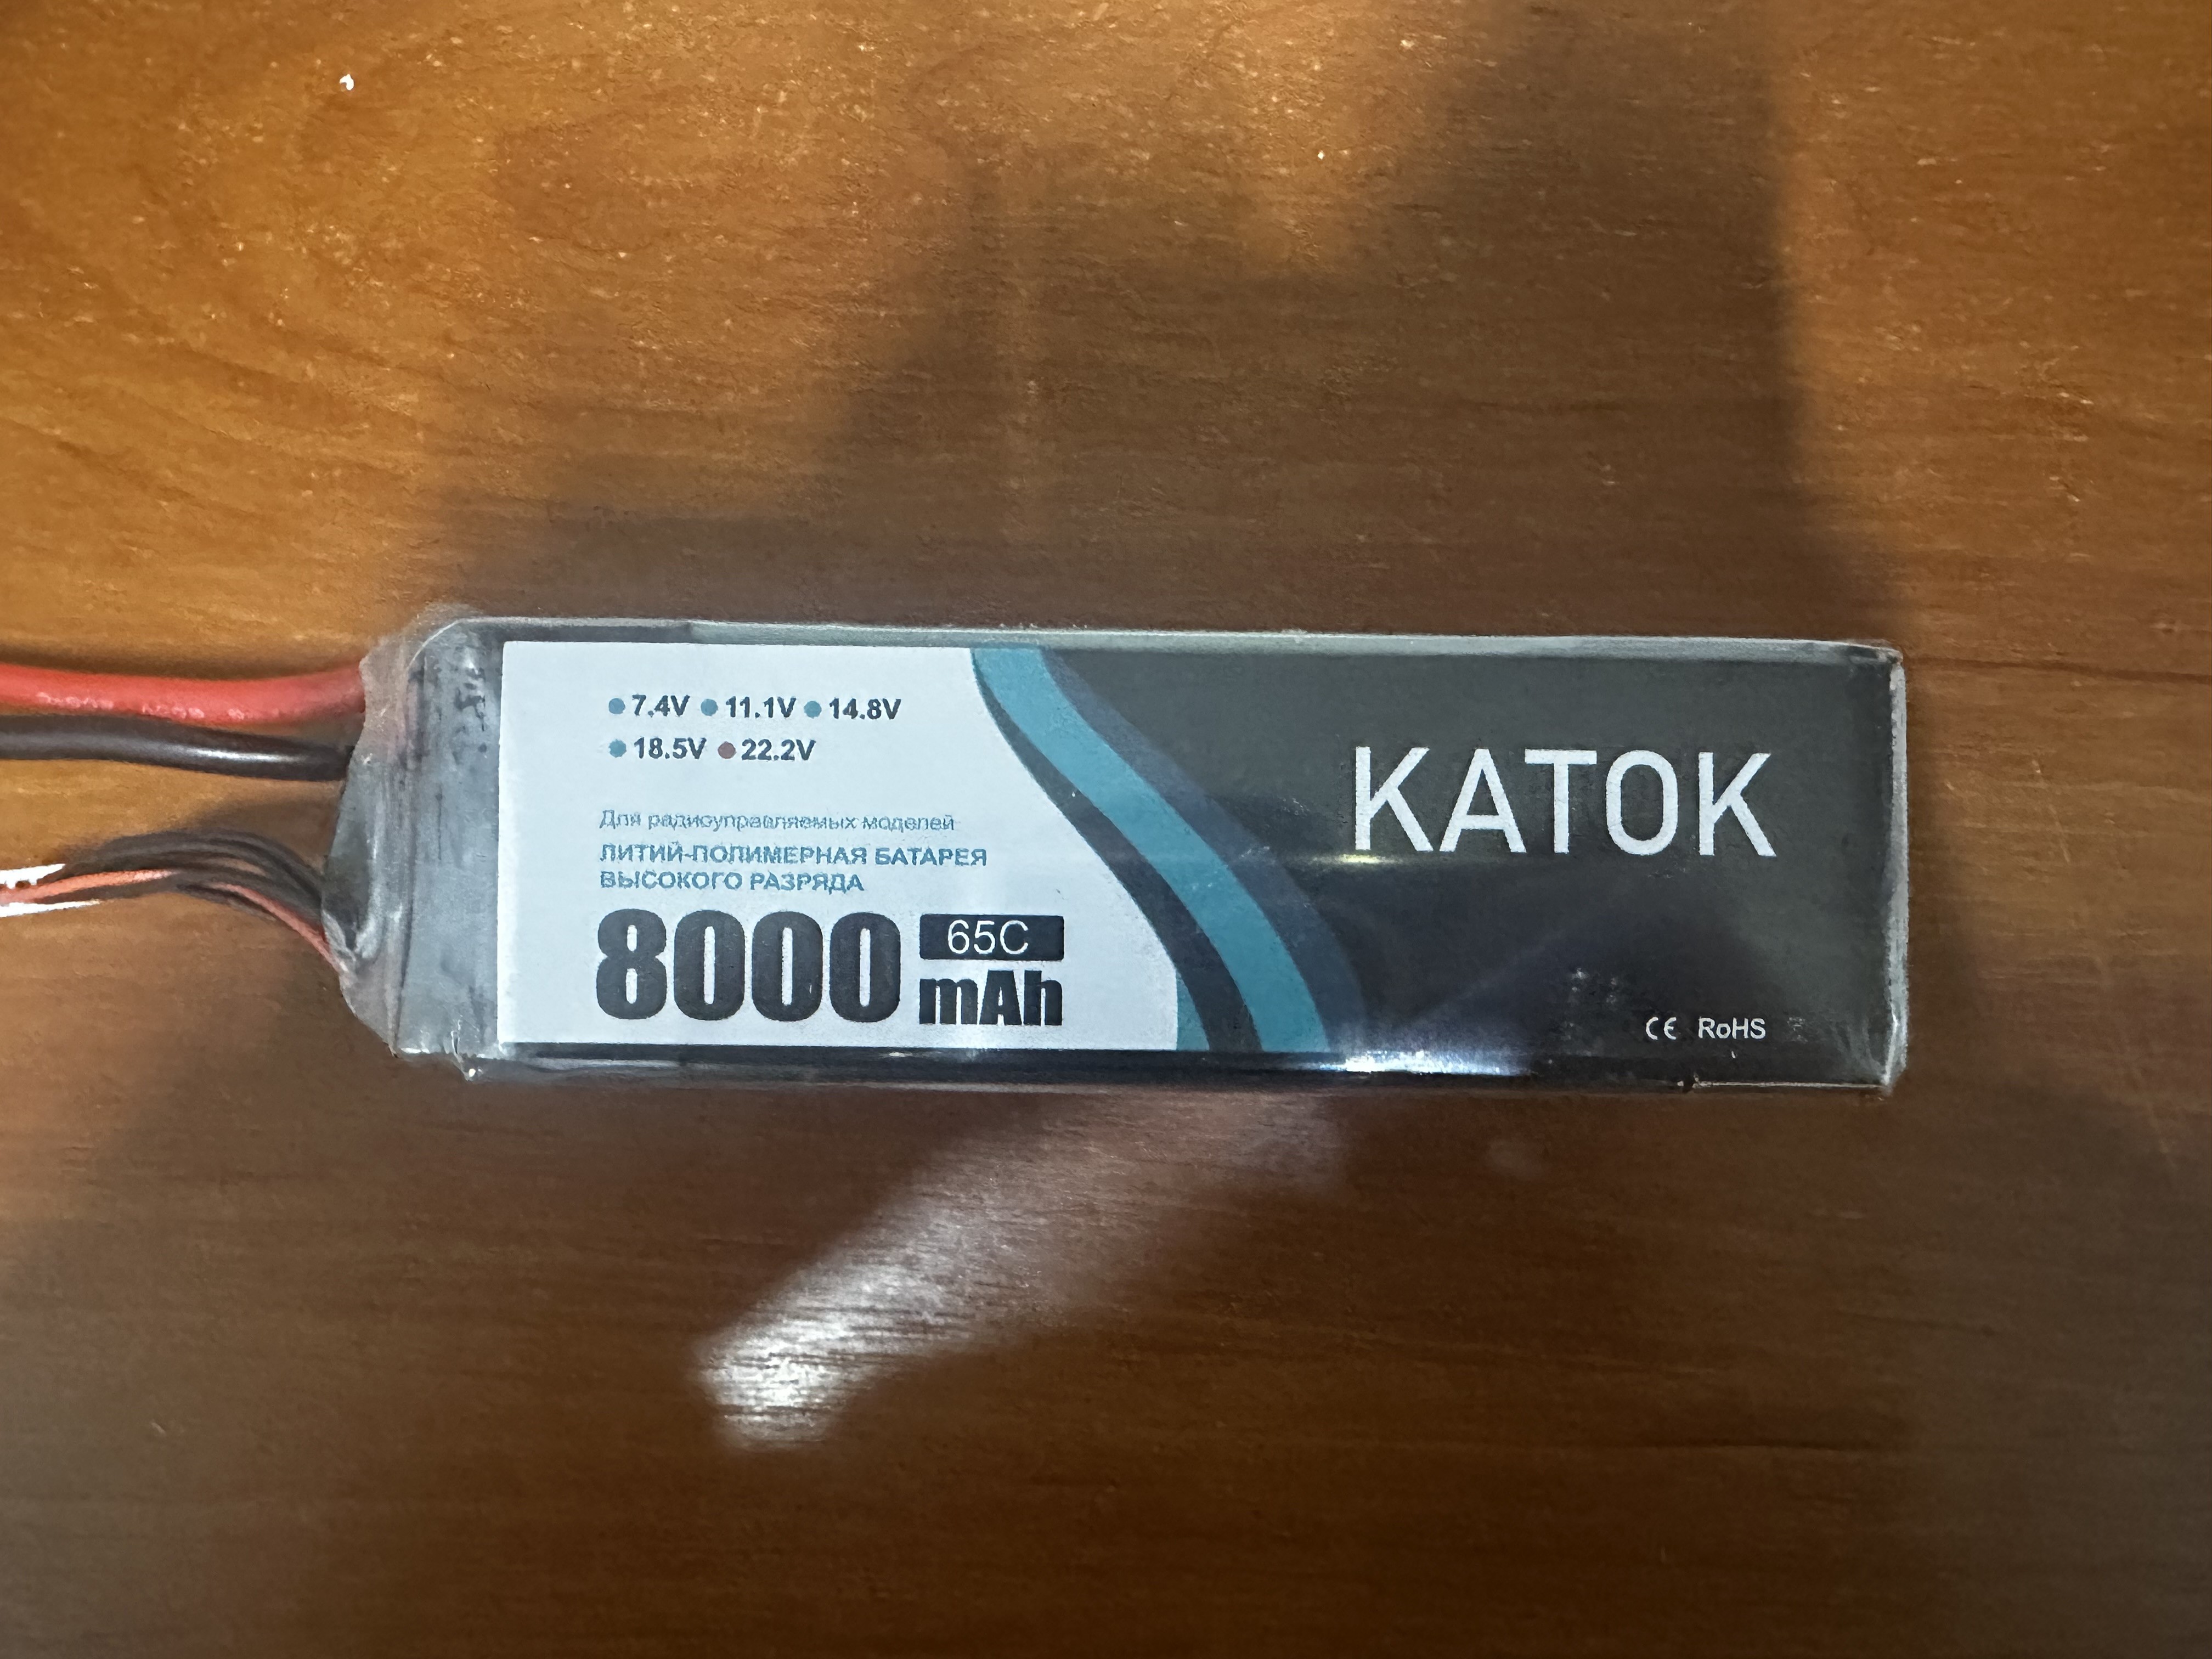 ●7.4V ●11.1V ●14.8V
●18.5V ●22.2V
Для радиоуправляемых моделей
ЛИТИЙ-ПОЛИМЕРНАЯ БАТАРЕЯ
ВЫСОКОГО РАЗРЯДА
8000 65C
mAh
KATOK
CE RoHS